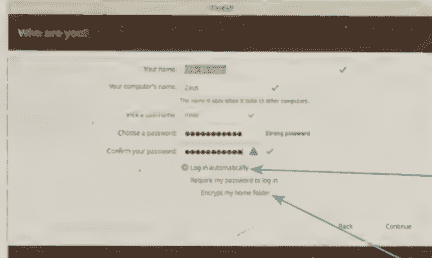 Who are you?
Your name:
Your computer's name: Zeus
The name it uses when it talks to other computers.
Pick a username:
Choose a password: Strong password
Confirm your password:
Log in automatically
Require my password to log in
Encrypt my home folder
Back Continue